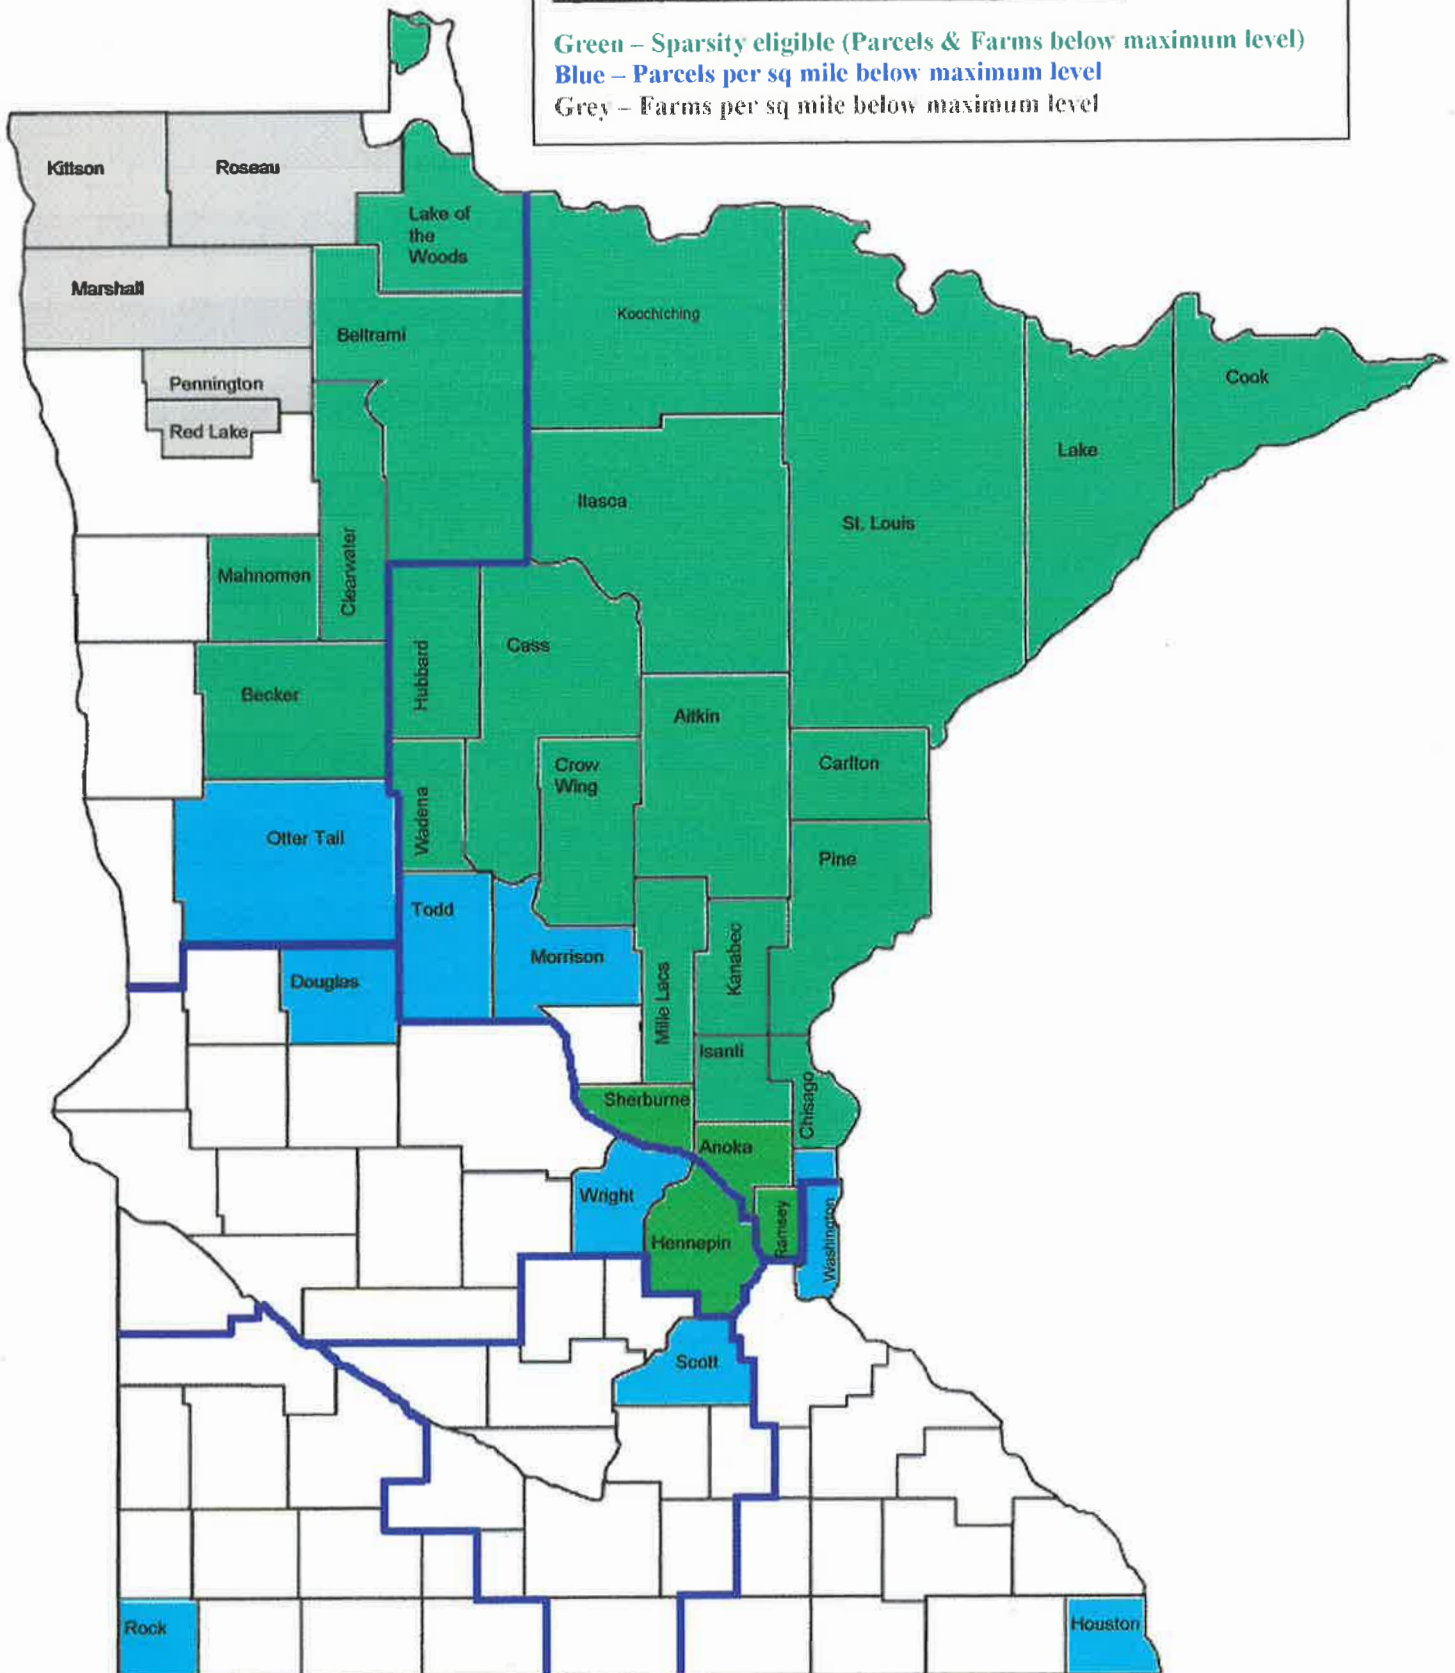 Green – Sparsity eligible (Parcels & Farms below maximum level)
Blue – Parcels per sq mile below maximum level
Grey – Farms per sq mile below maximum level
Kittson
Roseau
Lake of
the
Woods
Marshall
Koochiching
Beltrami
Pennington
Red Lake
Cook
Lake
Itasca
St. Louis
Clearwater
Mahnomen
Hubbard
Cass
Becker
Aitkin
Crow
Wing
Carlton
Wadena
Otter Tail
Pine
Todd
Morrison
Kanabec
Douglas
Mille Lacs
Isanti
Chisago
Sherburne
Anoka
Wright
Ramsey
Washington
Hennepin
Scott
Rock
Houston